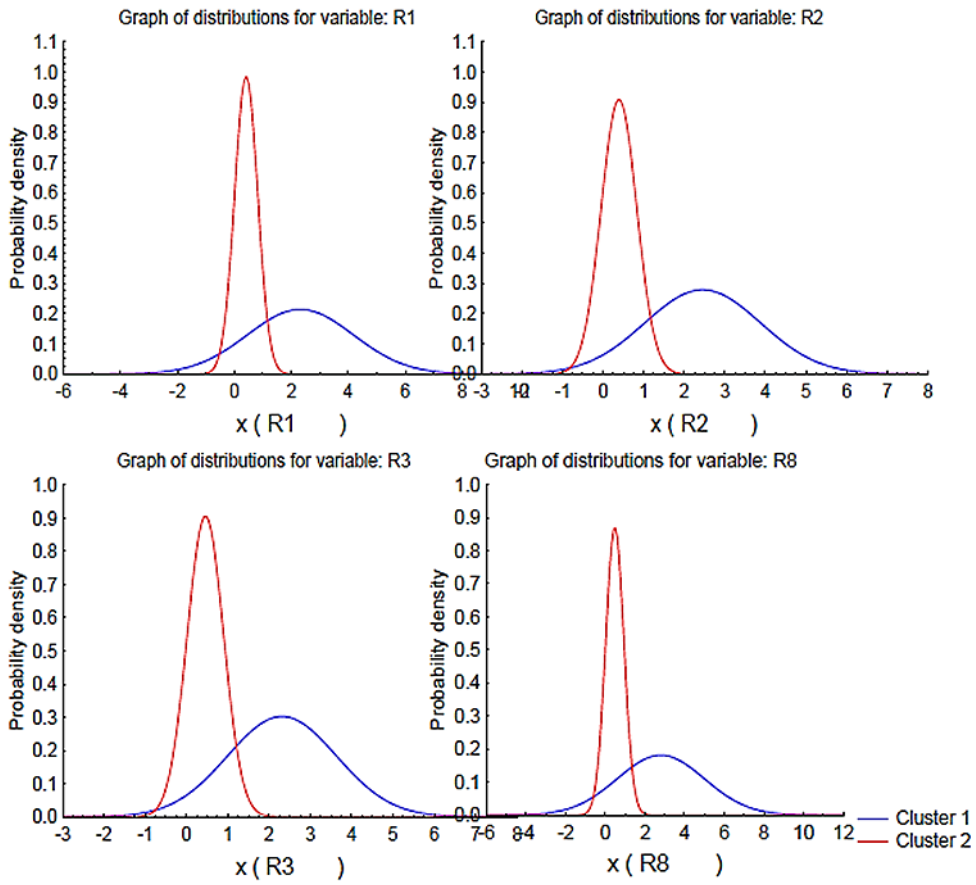 Graph of distributions for variable: R1
Probability density
1.1
1.0
0.9
0.8
0.7
0.6
0.5
0.4
0.3
0.2
0.1
0.0
-6 -4 -2 0 2 4 6 8
x ( R1 )
Graph of distributions for variable: R2
Probability density
1.1
1.0
0.9
0.8
0.7
0.6
0.5
0.4
0.3
0.2
0.1
0.0
-3 -1 0 1 2 3 4 5 6 7 8
x ( R2 )
Graph of distributions for variable: R3
Probability density
1.0
0.9
0.8
0.7
0.6
0.5
0.4
0.3
0.2
0.1
0.0
-3 -2 -1 0 1 2 3 4 5 6 7
x ( R3 )
Graph of distributions for variable: R8
Probability density
1.0
0.9
0.8
0.7
0.6
0.5
0.4
0.3
0.2
0.1
0.0
-6 -4 -2 0 2 4 6 8 10 12
x ( R8 )
Cluster 1
Cluster 2